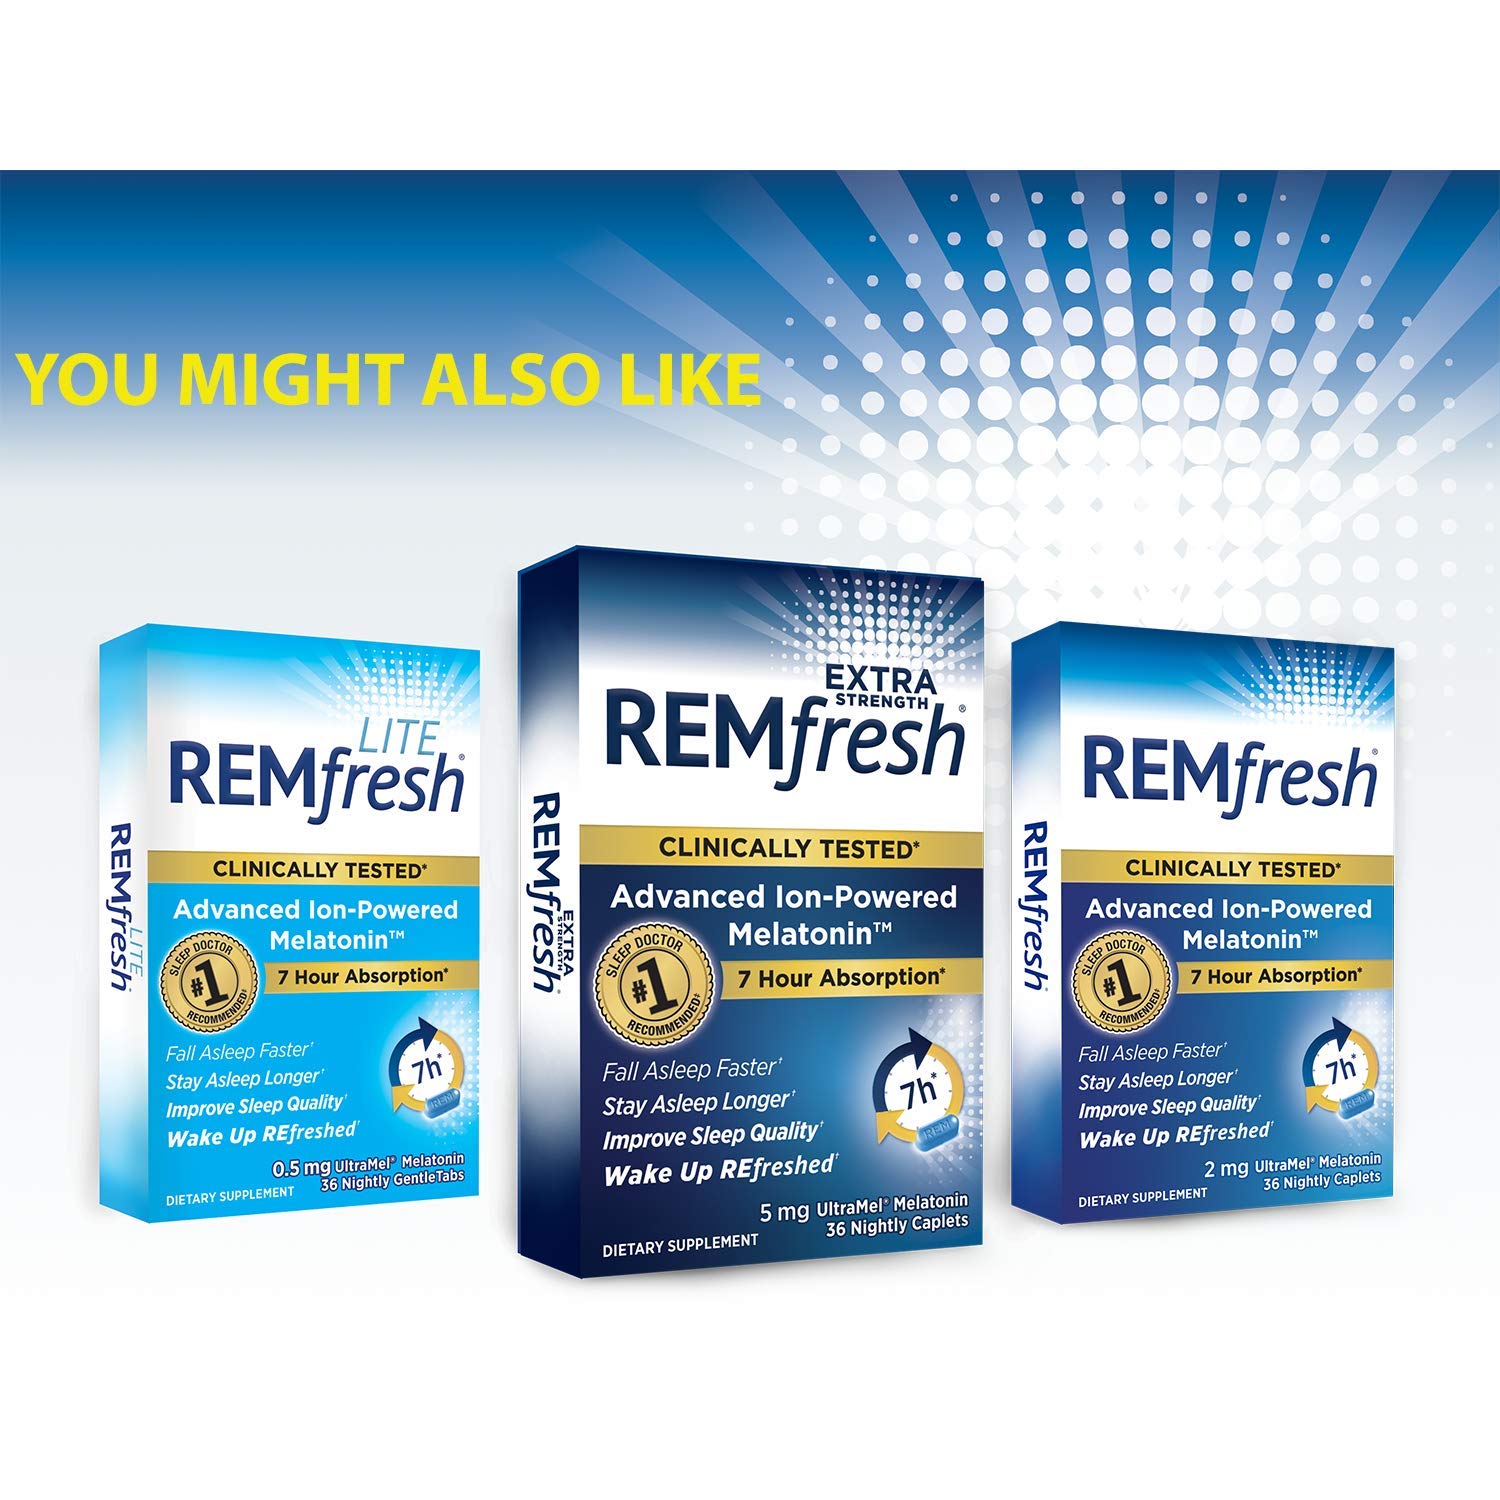 YOU MIGHT ALSO LIKE
LITE
REMfresh®
CLINICALLY TESTED*
Advanced Ion-Powered
Melatonin™
SLEEP DOCTOR
#1
RECOMMENDED‡
7 Hour Absorption*
Fall Asleep Faster†
Stay Asleep Longer†
Improve Sleep Quality†
Wake Up REfreshed†
7h*
REM
0.5 mg UltraMel® Melatonin
36 Nightly GentleTabs
DIETARY SUPPLEMENT
REMfresh®
LITE
EXTRA
STRENGTH
REMfresh®
CLINICALLY TESTED*
Advanced Ion-Powered
Melatonin™
SLEEP DOCTOR
#1
RECOMMENDED‡
7 Hour Absorption*
Fall Asleep Faster†
Stay Asleep Longer†
Improve Sleep Quality†
Wake Up REfreshed†
7h*
REM
5 mg UltraMel® Melatonin
36 Nightly Caplets
DIETARY SUPPLEMENT
REMfresh®
EXTRA
STRENGTH
REMfresh®
CLINICALLY TESTED*
Advanced Ion-Powered
Melatonin™
SLEEP DOCTOR
#1
RECOMMENDED‡
7 Hour Absorption*
Fall Asleep Faster†
Stay Asleep Longer†
Improve Sleep Quality†
Wake Up REfreshed†
7h*
REM
2 mg UltraMel® Melatonin
36 Nightly Caplets
DIETARY SUPPLEMENT
REMfresh®